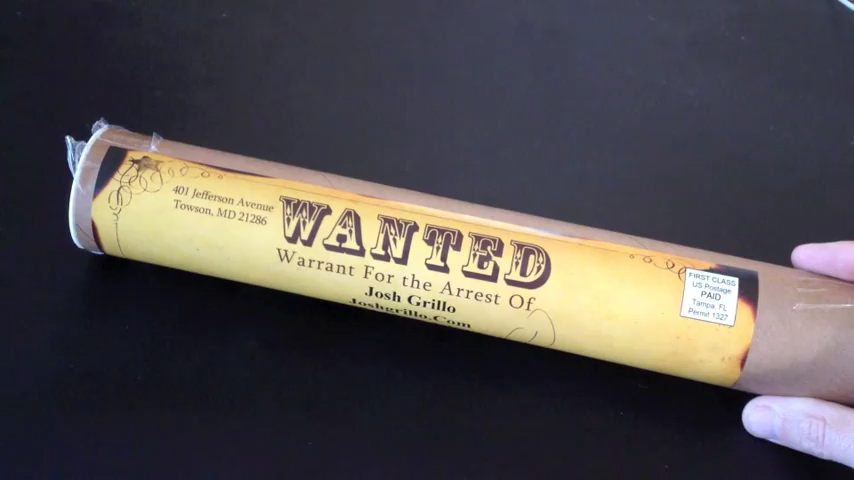 401 Jefferson Avenue
Towson, MD 21286
WANTED
Warrant For the Arrest Of
Josh Grillo
Joshgrillo.Com
FIRST CLASS
US Postage
PAID
Tampa, FL
Permit 1327